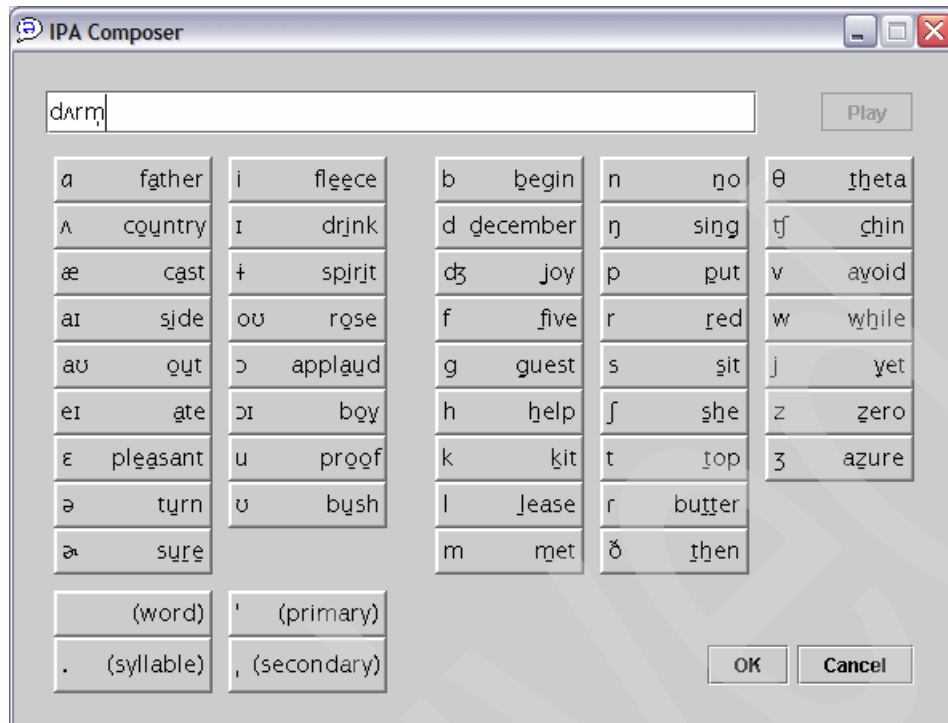 IPA Composer
dʌrm̩
Play
ɑ father i fleece b begin n no θ theta
ʌ country ɪ drink d december ŋ sing ʧ chin
æ cast ɨ spirit ʤ joy p put v avoid
aɪ side oʊ rose f five r red w while
aʊ out ɔ applaud g guest s sit j yet
eɪ ate ɔɪ boy h help ʃ she z zero
ɛ pleasant u proof k kit t top ʒ azure
ə turn ʊ bush l lease ɾ butter
ɚ sure m met ð then
(word) ' (primary)
. (syllable) , (secondary) OK Cancel